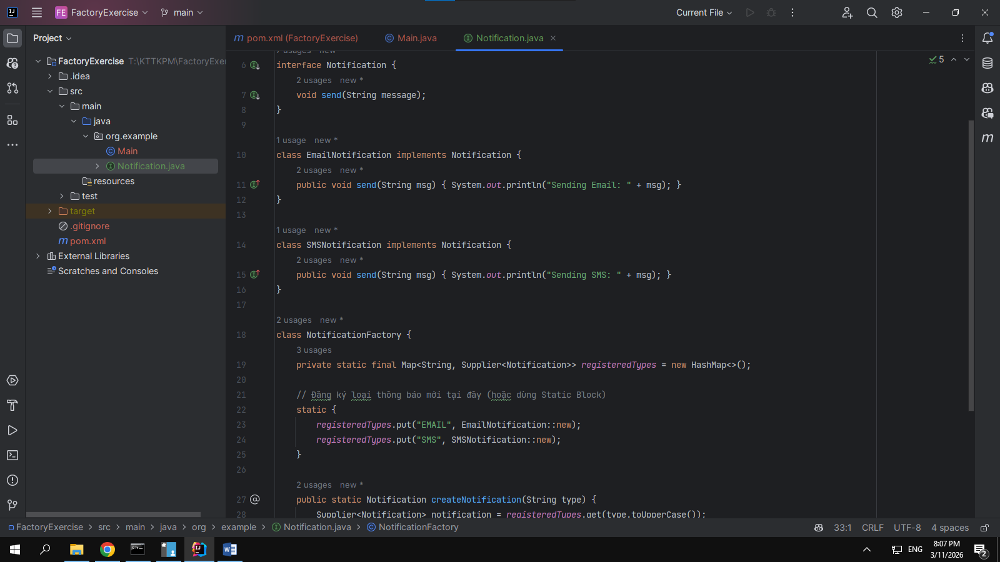 FE FactoryExercise main Current File
Project
pom.xml (FactoryExercise) Main.java Notification.java
FactoryExercise T:\KTTKPM\FactoryExer
.idea
src
main
java
org.example
Main
Notification.java
resources
test
target
.gitignore
pom.xml
External Libraries
Scratches and Consoles
7 usages new *
6 interface Notification {
2 usages new *
7 void send(String message);
8 }
9
1 usage new *
10 class EmailNotification implements Notification {
2 usages new *
11 public void send(String msg) { System.out.println("Sending Email: " + msg); }
12 }
13
1 usage new *
14 class SMSNotification implements Notification {
2 usages new *
15 public void send(String msg) { System.out.println("Sending SMS: " + msg); }
16 }
17
2 usages new *
18 class NotificationFactory {
3 usages
19 private static final Map<String, Supplier<Notification>> registeredTypes = new HashMap<>();
20
21 // Đăng ký loại thông báo mới tại đây (hoặc dùng Static Block)
22 static {
23 registeredTypes.put("EMAIL", EmailNotification::new);
24 registeredTypes.put("SMS", SMSNotification::new);
25 }
26
2 usages new *
27 public static Notification createNotification(String type) {
28 Supplier<Notification> notification = registeredTypes.get(type.toUpperCase());
5
FactoryExercise > src > main > java > org > example > Notification.java > NotificationFactory
33:1 CRLF UTF-8 4 spaces
ENG
8:07 PM
3/11/2026
2